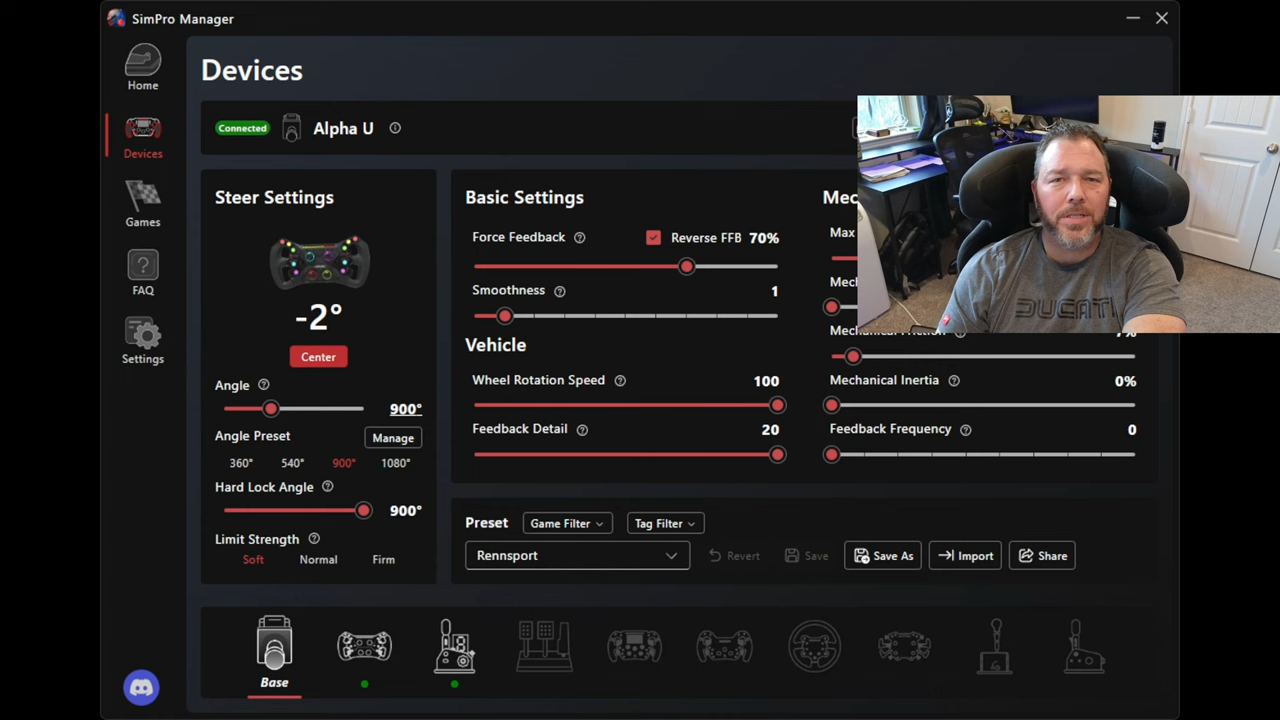 SimPro Manager
Home
Devices
Games
FAQ
Settings
Devices
Connected
Alpha U
Steer Settings
-2°
Center
Angle
900°
Angle Preset
Manage
360° 540° 900° 1080°
Hard Lock Angle
900°
Limit Strength
Soft Normal Firm
Basic Settings
Force Feedback
Reverse FFB 70%
Smoothness
1
Vehicle
Wheel Rotation Speed
100
Feedback Detail
20
Max
Mechanical Friction
7%
Mechanical Inertia
0%
Feedback Frequency
0
Preset
Game Filter
Tag Filter
Rennsport
Revert
Save
Save As
Import
Share
Base
DUCATI